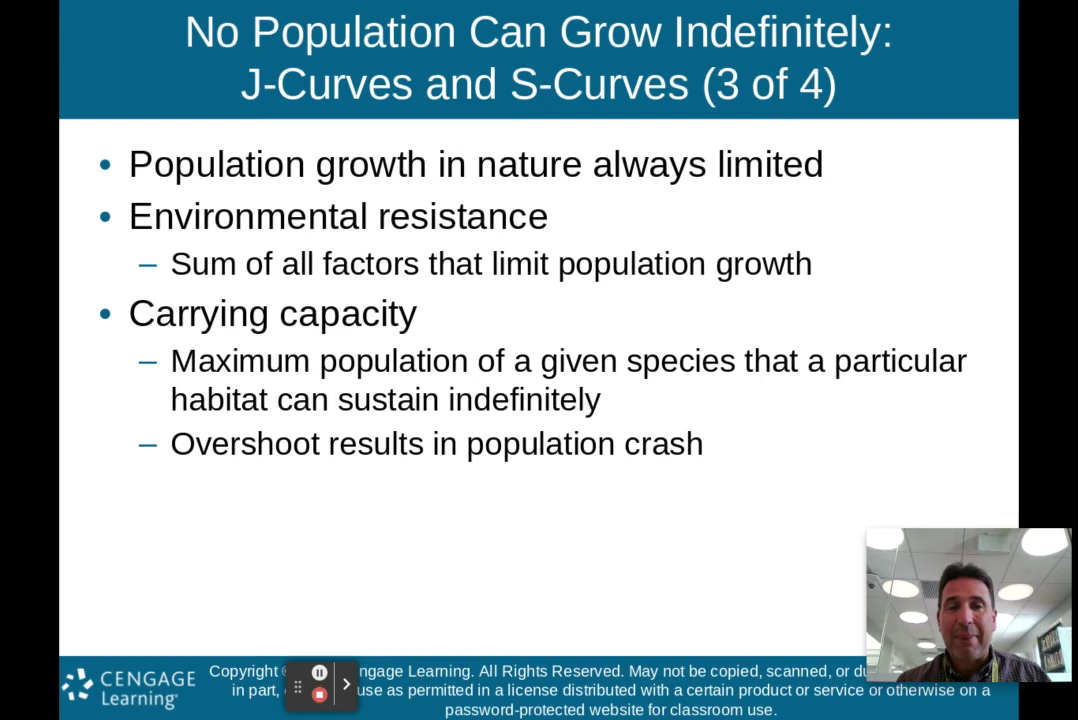 No Population Can Grow Indefinitely:
J-Curves and S-Curves (3 of 4)
• Population growth in nature always limited
• Environmental resistance
– Sum of all factors that limit population growth
• Carrying capacity
– Maximum population of a given species that a particular
habitat can sustain indefinitely
– Overshoot results in population crash
CENGAGE
Learning
Copyright ngage Learning. All Rights Reserved. May not be copied, scanned, or du
in part, use as permitted in a license distributed with a certain product or service or otherwise on a
password-protected website for classroom use.